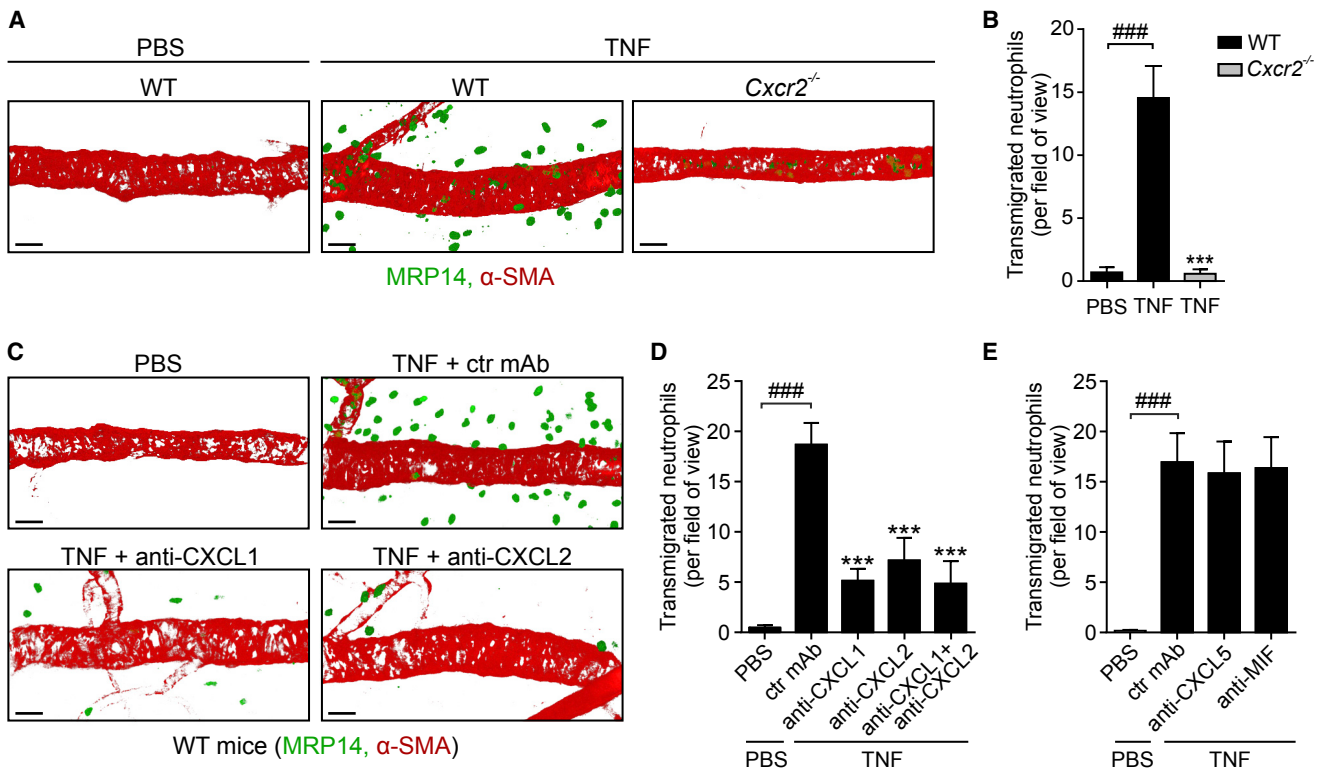 A
PBS
TNF
WT
WT
Cxcr2-/-
MRP14, α-SMA
B
Transmigrated neutrophils
(per field of view)
20
15
10
5
0
###
***
PBS TNF TNF
WT
Cxcr2-/-
C
PBS
TNF + ctr mAb
TNF + anti-CXCL1
TNF + anti-CXCL2
WT mice (MRP14, α-SMA)
D
Transmigrated neutrophils
(per field of view)
25
20
15
10
5
0
###
***
***
***
PBS
ctr mAb
anti-CXCL1
anti-CXCL2
anti-CXCL1+
anti-CXCL2
PBS
TNF
E
Transmigrated neutrophils
(per field of view)
25
20
15
10
5
0
###
PBS
ctr mAb
anti-CXCL5
anti-MIF
PBS
TNF